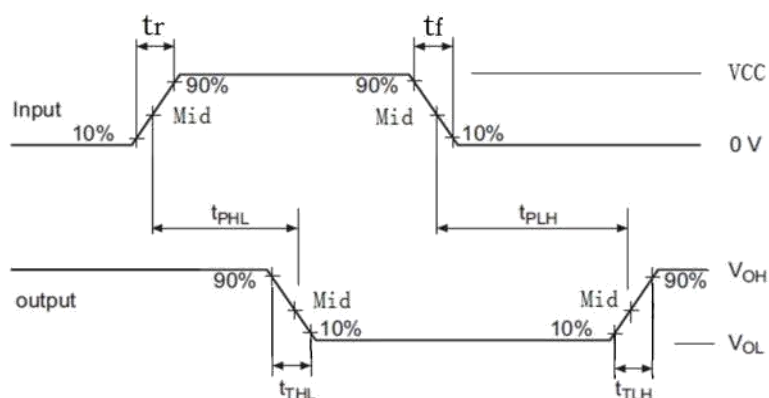 tr tf
90% 90% VCC
Input Mid Mid
10% 10% 0 V
tPHL tPLH
90% 90% VOH
output Mid Mid
10% 10% VOL
tTHL tTLH